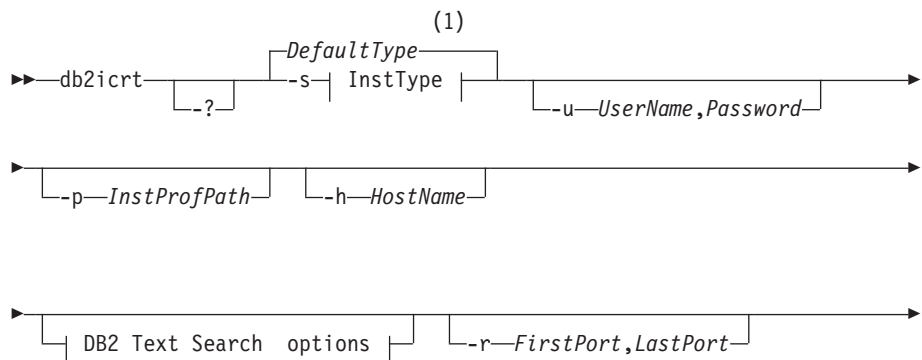 (1)
DefaultType
db2icrt -s InstType
-? -u UserName,Password
-p InstProfPath -h HostName
DB2 Text Search options -r FirstPort,LastPort